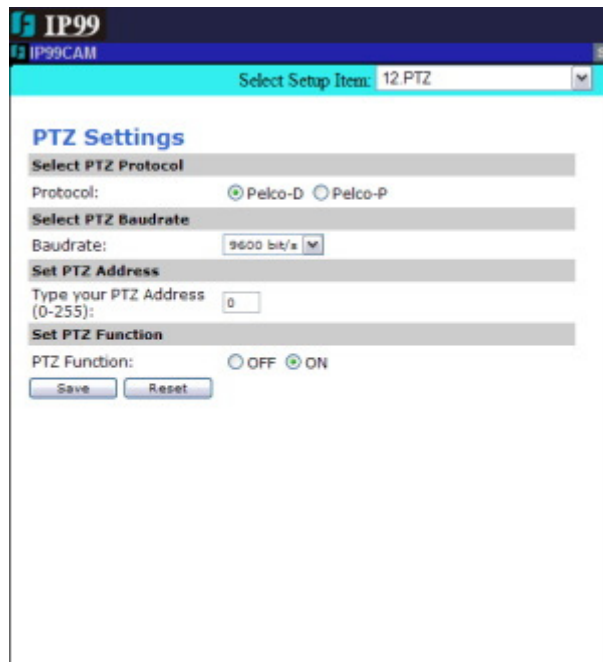 IP99
IP99CAM
Select Setup Item: 12.PTZ
PTZ Settings
Select PTZ Protocol
Protocol: Pelco-D Pelco-P
Select PTZ Baudrate
Baudrate: 9600 bit/s
Set PTZ Address
Type your PTZ Address
(0-255): 0
Set PTZ Function
PTZ Function: OFF ON
Save Reset